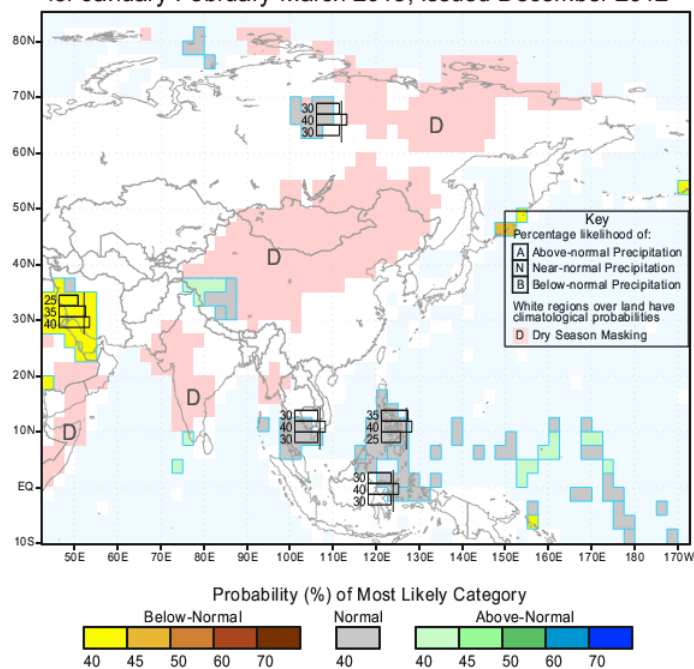 for January-February-March 2013, Issued December 2012
80N
70N
60N
50N
40N
30N
20N
10N
EQ
10S
50E 60E 70E 80E 90E 100E 110E 120E 130E 140E 150E 160E 170E 180 170W
30
40
30
D
D
25
35
40
D
D
30
40
30
35
40
25
30
40
30
Key
Percentage likelihood of:
A Above-normal Precipitation
N Near-normal Precipitation
B Below-normal Precipitation
White regions over land have
climatological probabilities
D Dry Season Masking
Probability (%) of Most Likely Category
Below-Normal Normal Above-Normal
40 45 50 60 70 40 40 45 50 60 70